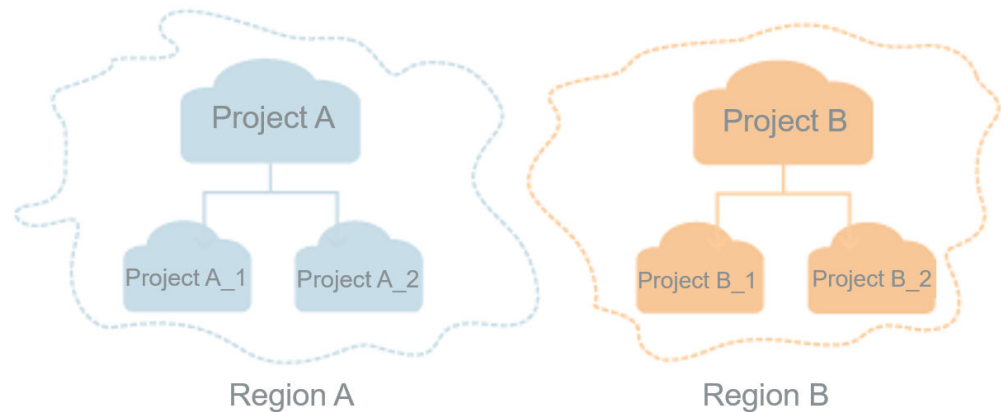 Project A
Project B
Project A_1
Project A_2
Project B_1
Project B_2
Region A
Region B